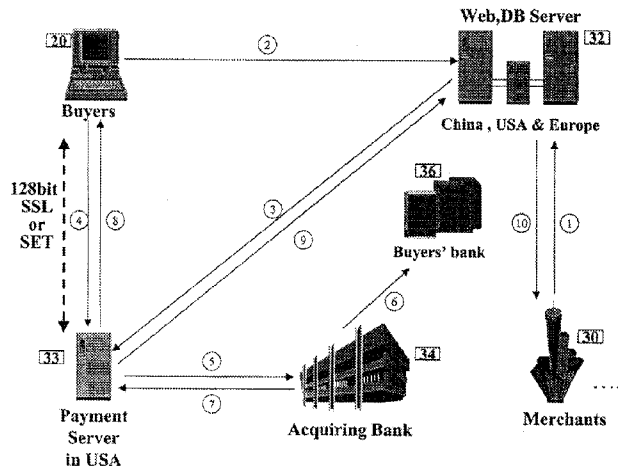 Web,DB Server
20
②
32
Buyers
China , USA & Europe
128bit
SSL
or
SET
④
⑧
③
⑨
36
Buyers' bank
⑩
①
⑥
30
33
⑤
34
⑦
....
Payment
Server
in USA
Acquiring Bank
Merchants